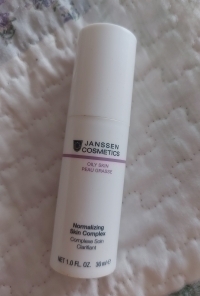 JANSSEN
COSMETICS
OILY SKIN
PEAU GRASSE
Normalizing
Skin Complex
Complexe Soin
Clarifiant
NET 1.0 FL. OZ. 30 ml ℮